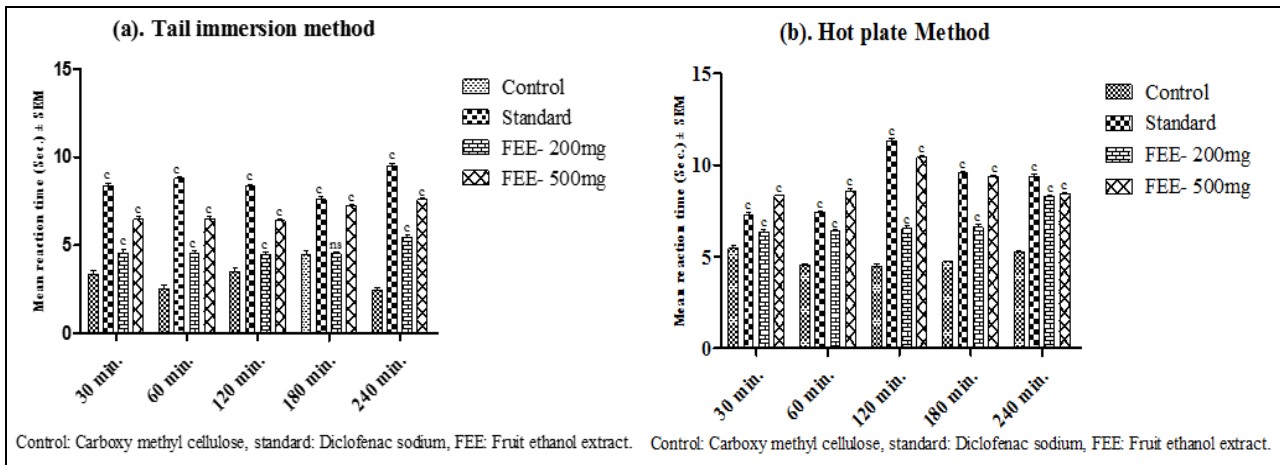 (a). Tail immersion method
Mean reaction time (Sec.) ± SEM
15
10
5
0
c c c
c c c
c c c
c ns c
c c c
30 min.
60 min.
120 min.
180 min.
240 min.
Control
Standard
FEE- 200mg
FEE- 500mg
Control: Carboxy methyl cellulose, standard: Diclofenac sodium, FEE: Fruit ethanol extract.
(b). Hot plate Method
Mean reaction time (Sec.) ± SEM
15
10
5
0
c c c
c c c
c c c
c c c
c c c
30 min.
60 min.
120 min.
180 min.
240 min.
Control
Standard
FEE- 200mg
FEE- 500mg
Control: Carboxy methyl cellulose, standard: Diclofenac sodium, FEE: Fruit ethanol extract.